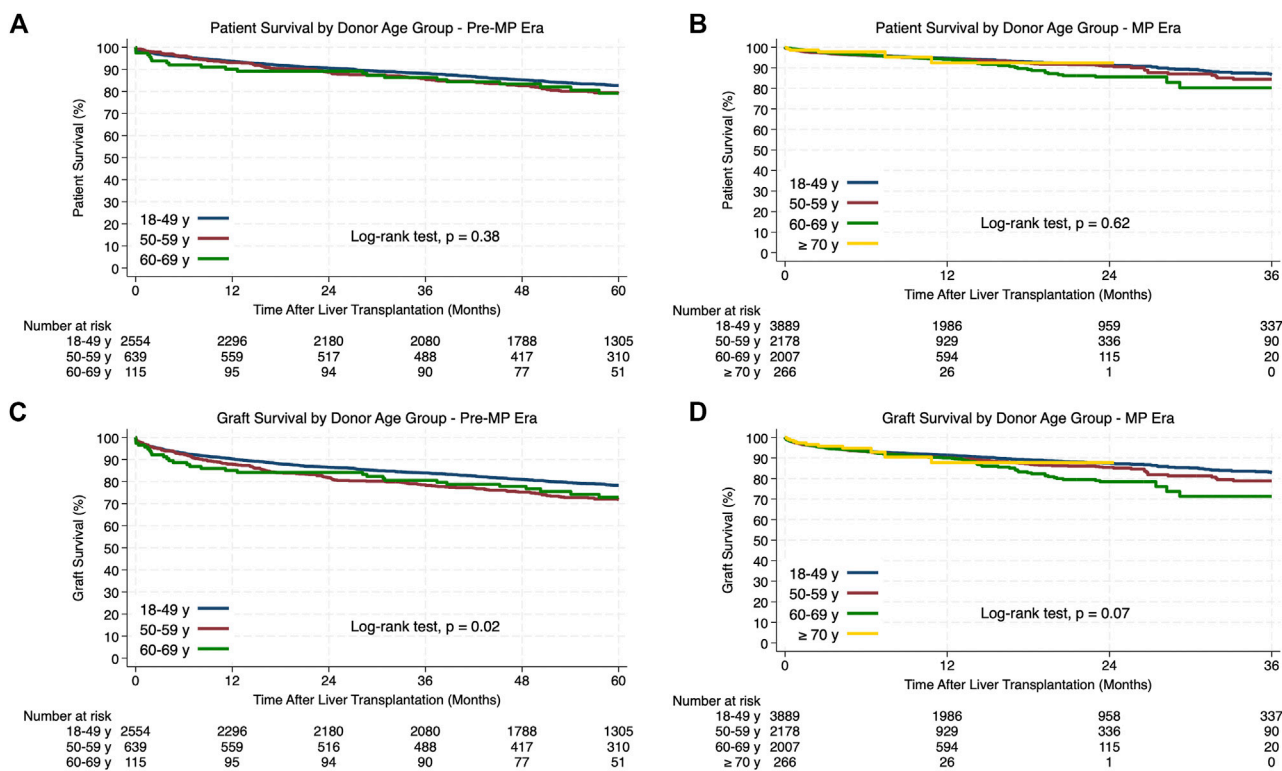 A
Patient Survival by Donor Age Group - Pre-MP Era
Patient Survival (%)
100
90
80
70
60
50
40
30
20
10
0
18-49 y
50-59 y
60-69 y
Log-rank test, p = 0.38
0 12 24 36 48 60
Time After Liver Transplantation (Months)
Number at risk
18-49 y 2554 2296 2180 2080 1788 1305
50-59 y 639 559 517 488 417 310
60-69 y 115 95 94 90 77 51
B
Patient Survival by Donor Age Group - MP Era
Patient Survival (%)
100
90
80
70
60
50
40
30
20
10
0
18-49 y
50-59 y
60-69 y
≥ 70 y
Log-rank test, p = 0.62
0 12 24 36
Time After Liver Transplantation (Months)
Number at risk
18-49 y 3889 1986 959 337
50-59 y 2178 929 336 90
60-69 y 2007 594 115 20
≥ 70 y 266 26 1 0
C
Graft Survival by Donor Age Group - Pre-MP Era
Graft Survival (%)
100
90
80
70
60
50
40
30
20
10
0
18-49 y
50-59 y
60-69 y
Log-rank test, p = 0.02
0 12 24 36 48 60
Time After Liver Transplantation (Months)
Number at risk
18-49 y 2554 2296 2180 2080 1788 1305
50-59 y 639 559 516 488 417 310
60-69 y 115 95 94 90 77 51
D
Graft Survival by Donor Age Group - MP Era
Graft Survival (%)
100
90
80
70
60
50
40
30
20
10
0
18-49 y
50-59 y
60-69 y
≥ 70 y
Log-rank test, p = 0.07
0 12 24 36
Time After Liver Transplantation (Months)
Number at risk
18-49 y 3889 1986 958 337
50-59 y 2178 929 336 90
60-69 y 2007 594 115 20
≥ 70 y 266 26 1 0